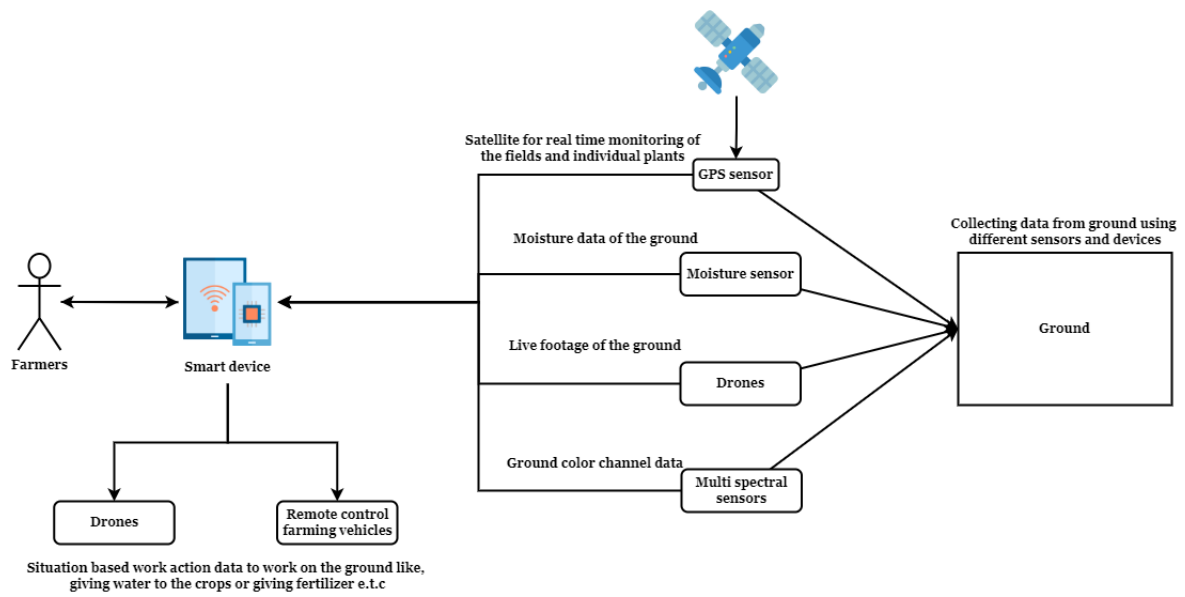 Satellite for real time monitoring of
the fields and individual plants
GPS sensor
Collecting data from ground using
different sensors and devices
Moisture data of the ground
Moisture sensor
Ground
Live footage of the ground
Drones
Farmers
Smart device
Ground color channel data
Multi spectral
sensors
Drones
Remote control
farming vehicles
Situation based work action data to work on the ground like,
giving water to the crops or giving fertilizer e.t.c